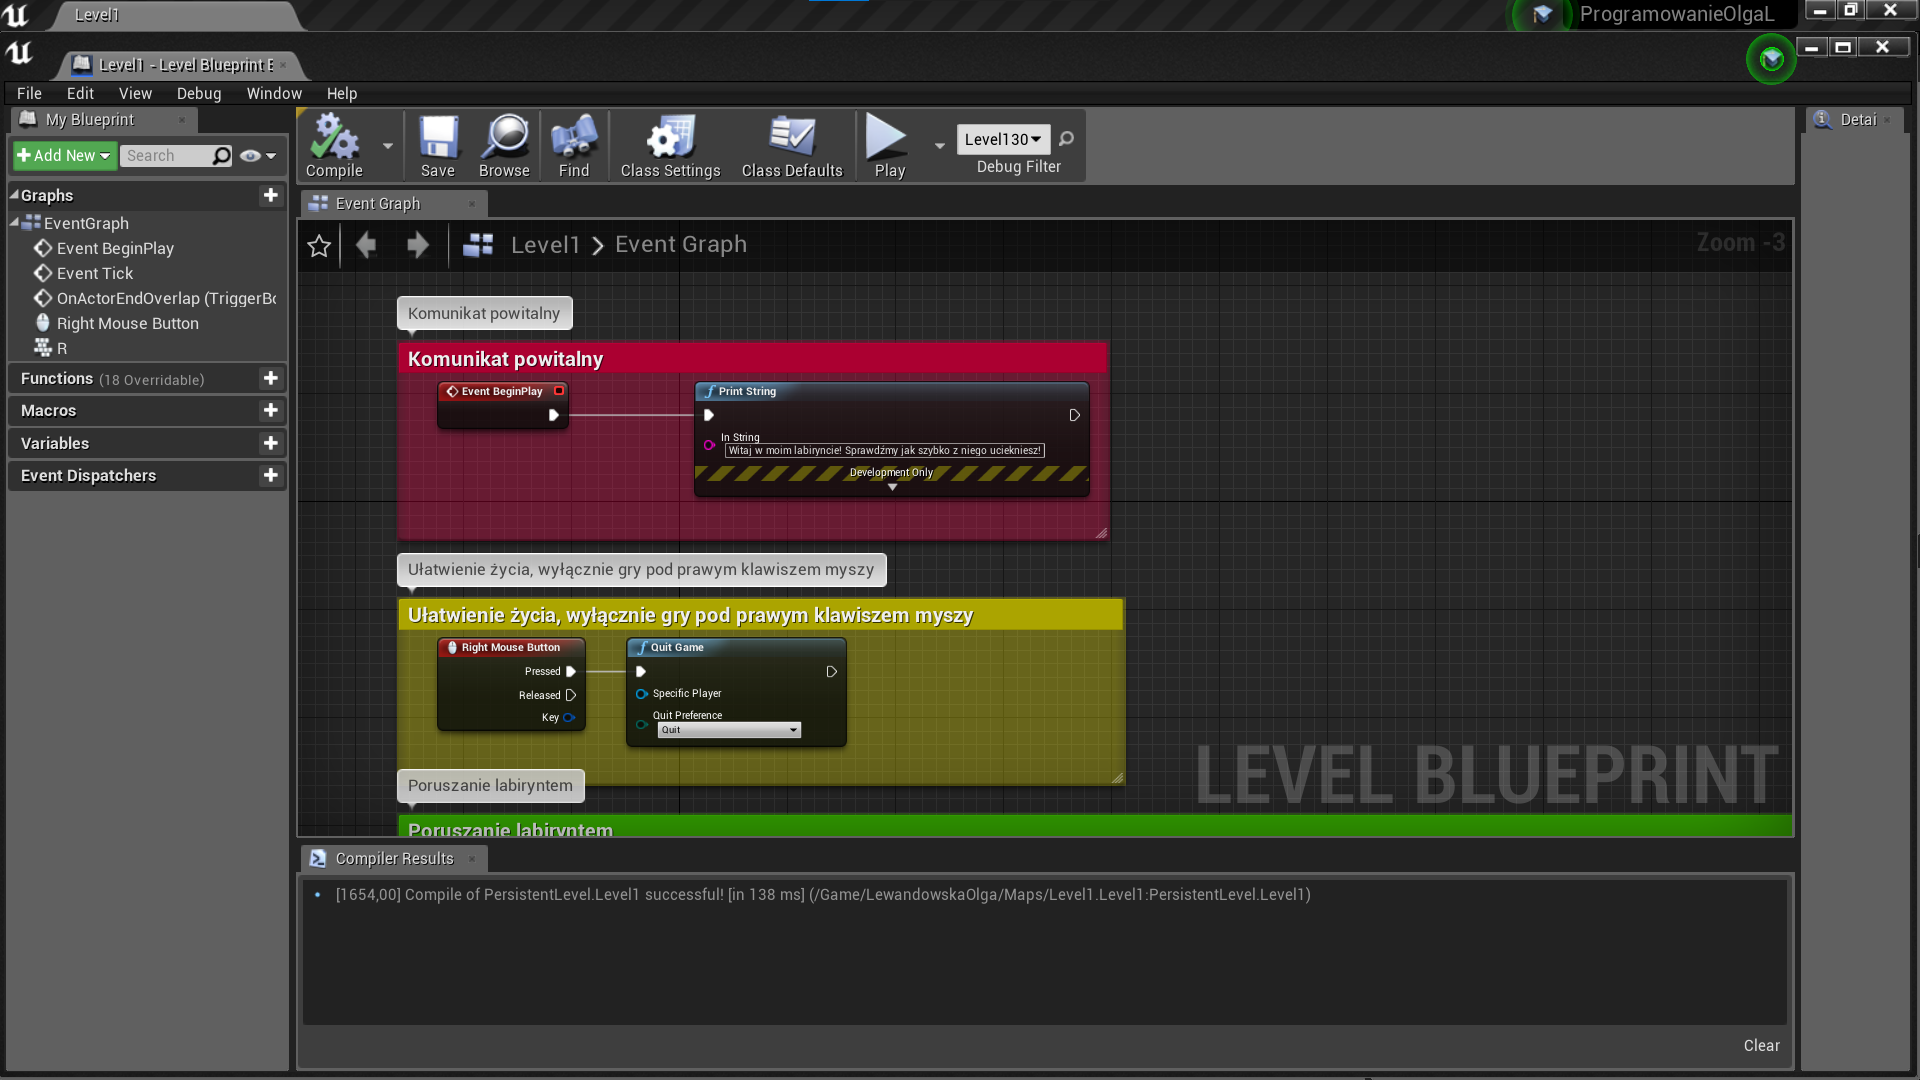 Level1
ProgramowanieOlgaL
Level1 - Level Blueprint E
File Edit View Debug Window Help
My Blueprint
Detai
Add New
Search
Compile
Save
Browse
Find
Class Settings
Class Defaults
Play
Level130
Debug Filter
Graphs
EventGraph
Event BeginPlay
Event Tick
OnActorEndOverlap (TriggerBo
Right Mouse Button
R
Functions (18 Overridable)
Macros
Variables
Event Dispatchers
Event Graph
Level1 > Event Graph
Zoom -3
Komunikat powitalny
Komunikat powitalny
Event BeginPlay
Print String
In String
Witaj w moim labiryncie! Sprawdźmy jak szybko z niego uciekniesz!
Development Only
Ułatwienie życia, wyłącznie gry pod prawym klawiszem myszy
Ułatwienie życia, wyłącznie gry pod prawym klawiszem myszy
Right Mouse Button
Pressed
Released
Key
Quit Game
Specific Player
Quit Preference
Quit
Poruszanie labiryntem
Poruszanie labiryntem
LEVEL BLUEPRINT
Compiler Results
[1654,00] Compile of PersistentLevel.Level1 successful! [in 138 ms] (/Game/LewandowskaOlga/Maps/Level1.Level1:PersistentLevel.Level1)
Clear